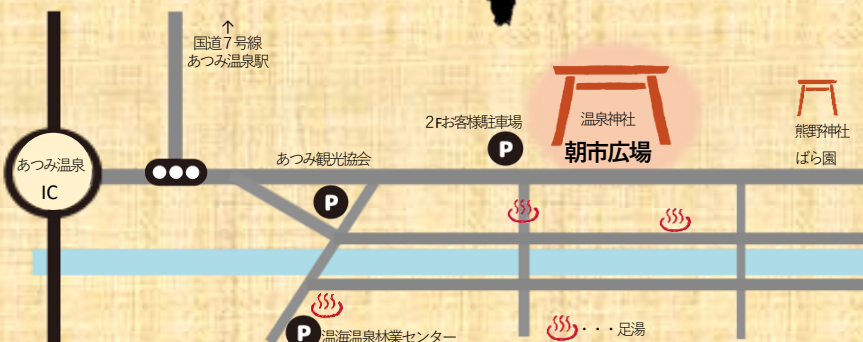 ↑
国道７号線
あつみ温泉駅
2Fお客様駐車場
P
温泉神社
朝市広場
熊野神社
ばら園
あつみ温泉
IC
あつみ観光協会
P
P
温海温泉林業センター
・・・足湯